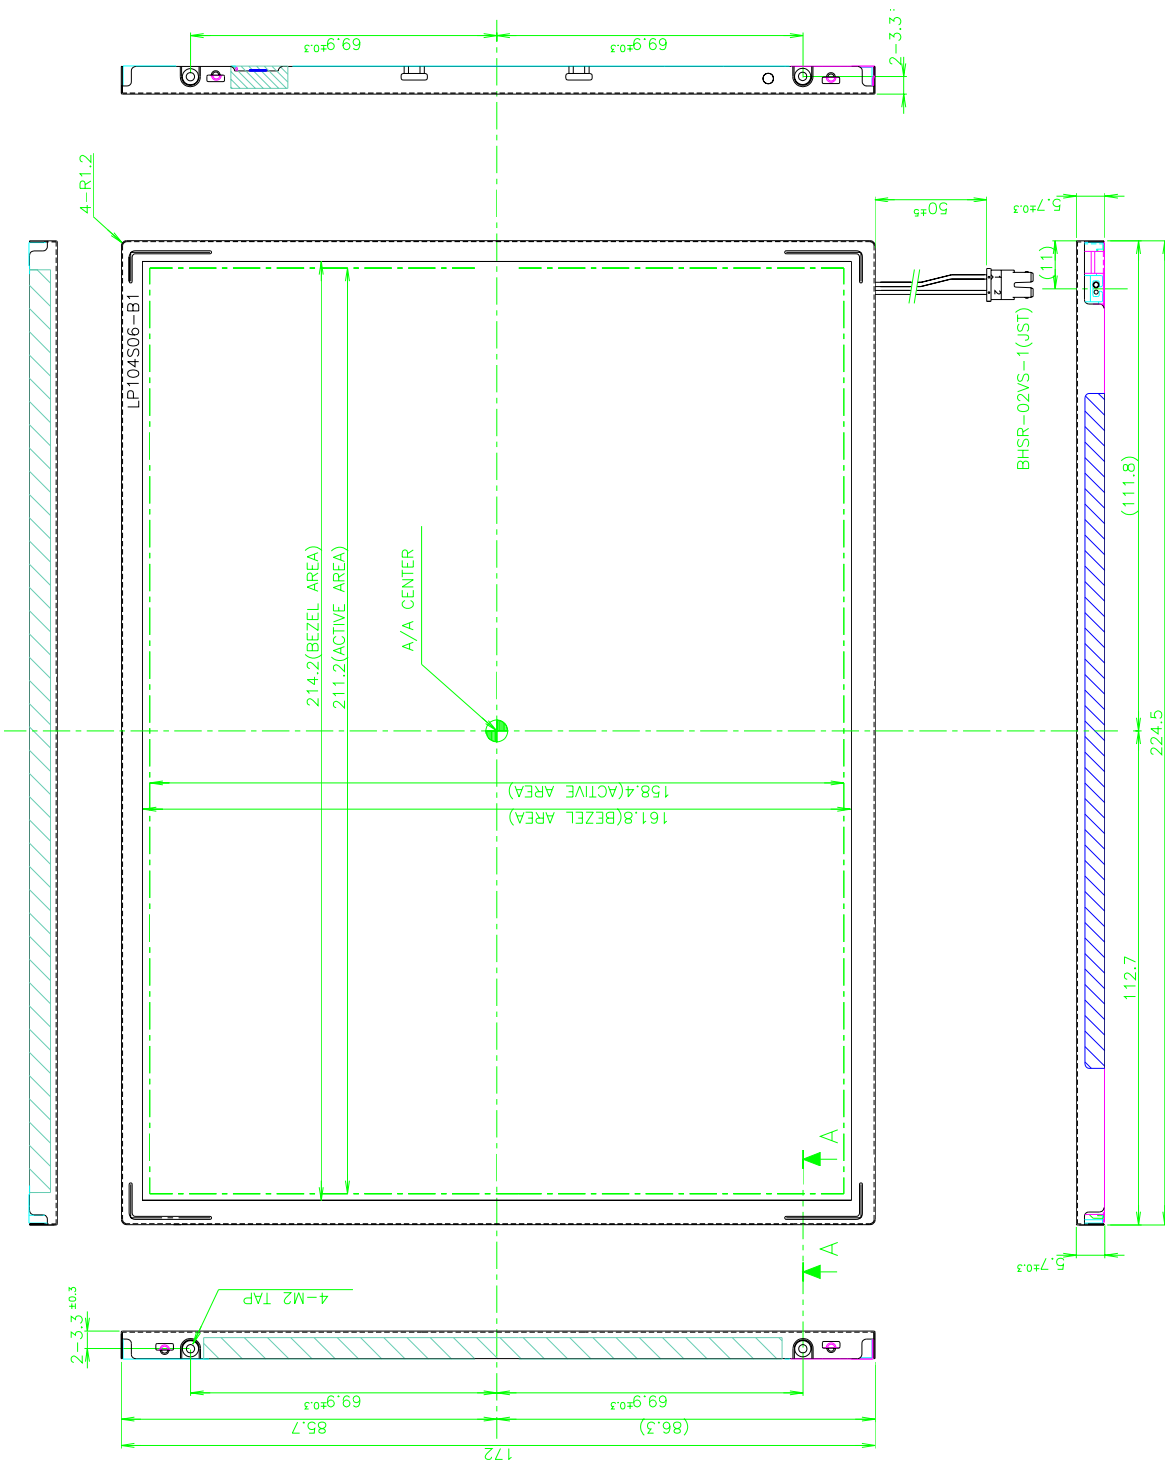 69.9±0.3
69.9±0.3
2-3.3
4-R1.2
50±5
5.7±0.3
(11)
LP104S06-B1
1
2
BHSR-02VS-1(JST)
(111.8)
214.2(BEZEL AREA)
211.2(ACTIVE AREA)
A/A CENTER
224.5
158.4(ACTIVE AREA)
161.8(BEZEL AREA)
112.7
A
A
5.7±0.3
4-M2 TAP
2-3.3 ±0.3
69.9±0.3
69.9±0.3
85.7
(86.3)
172